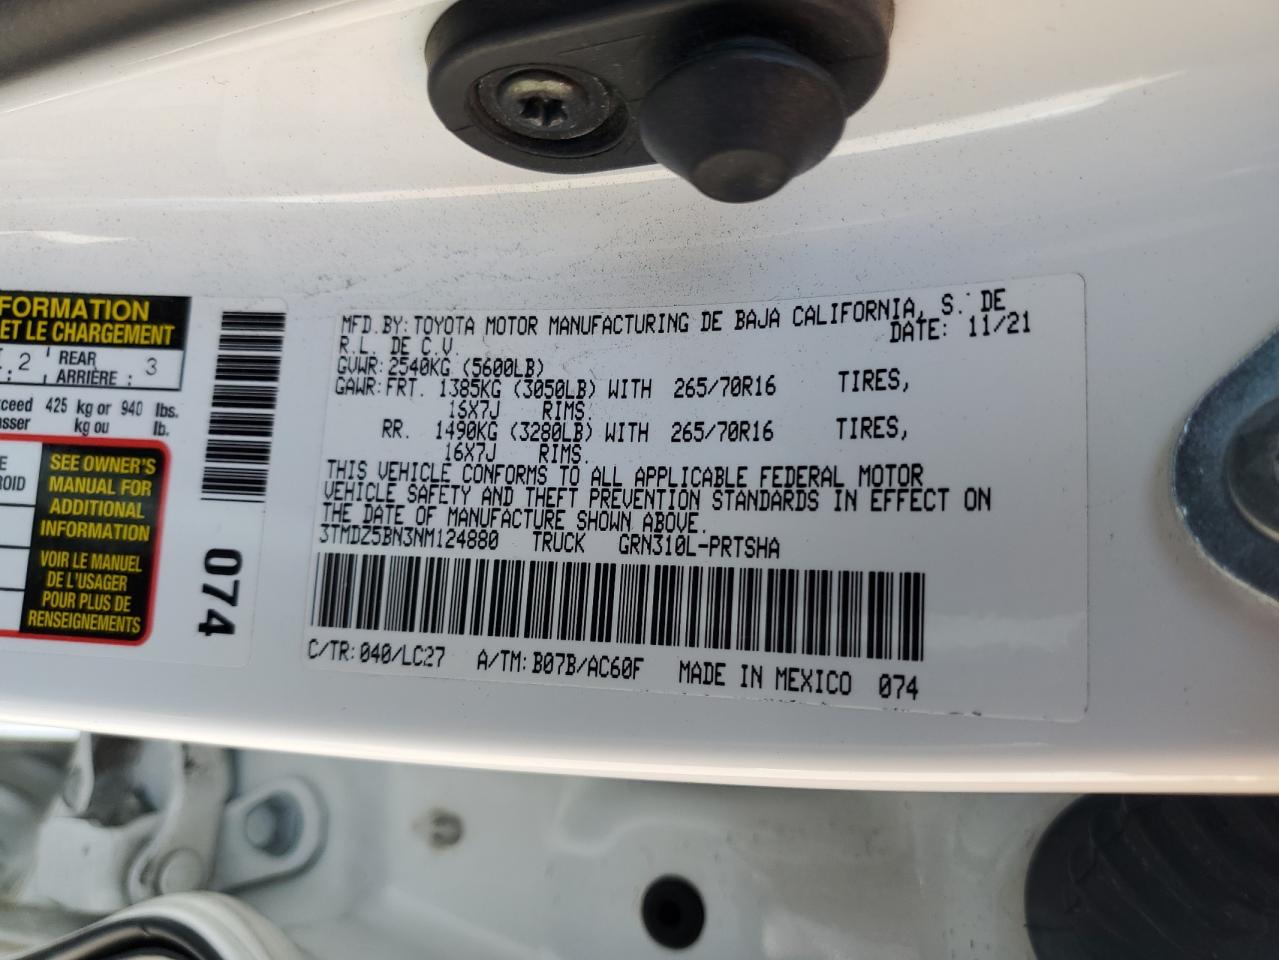 FORMATION
ET LE CHARGEMENT
2 REAR 3
: ARRIÈRE :
425 kg or 940 lbs.
kg ou lb.
SEE OWNER'S
MANUAL FOR
ADDITIONAL
INFORMATION
VOIR LE MANUEL
DE L'USAGER
POUR PLUS DE
RENSEIGNEMENTS
074
MFD.BY: TOYOTA MOTOR MANUFACTURING DE BAJA CALIFORNIA, S. DE
R.L. DE C.V. DATE: 11/21
GVWR: 2540KG (5600LB)
GAWR: FRT. 1385KG (3050LB) WITH 265/70R16 TIRES,
16X7J RIMS.
RR. 1490KG (3280LB) WITH 265/70R16 TIRES,
16X7J RIMS.
THIS VEHICLE CONFORMS TO ALL APPLICABLE FEDERAL MOTOR
VEHICLE SAFETY AND THEFT PREVENTION STANDARDS IN EFFECT ON
THE DATE OF MANUFACTURE SHOWN ABOVE.
3TMDZ5BN3NM124880 TRUCK GRN310L-PRTSHA
C/TR: 040/LC27 A/TM: B07B/AC60F MADE IN MEXICO 074